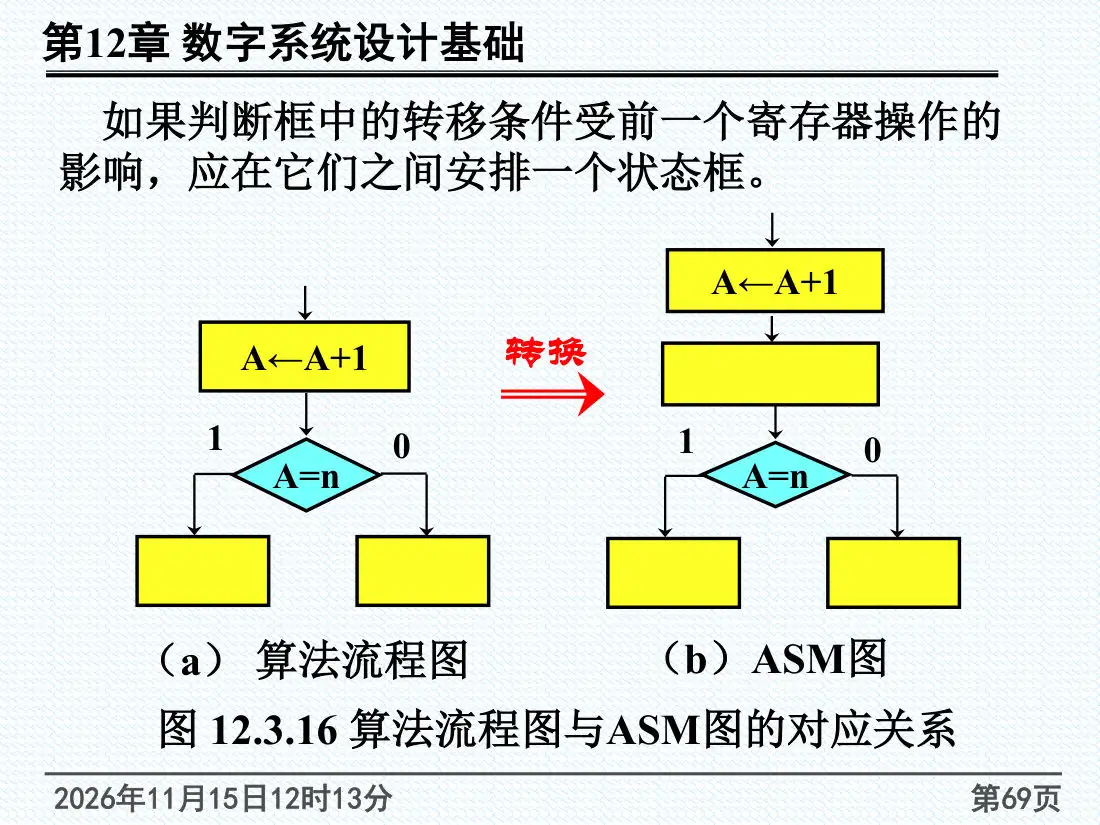 第12章 数字系统设计基础
如果判断框中的转移条件受前一个寄存器操作的
影响，应在它们之间安排一个状态框。
A←A+1
1
A=n
0
转换
A←A+1
1
A=n
0
（a） 算法流程图
（b）ASM图
图 12.3.16 算法流程图与ASM图的对应关系
2026年11月15日12时13分
第69页